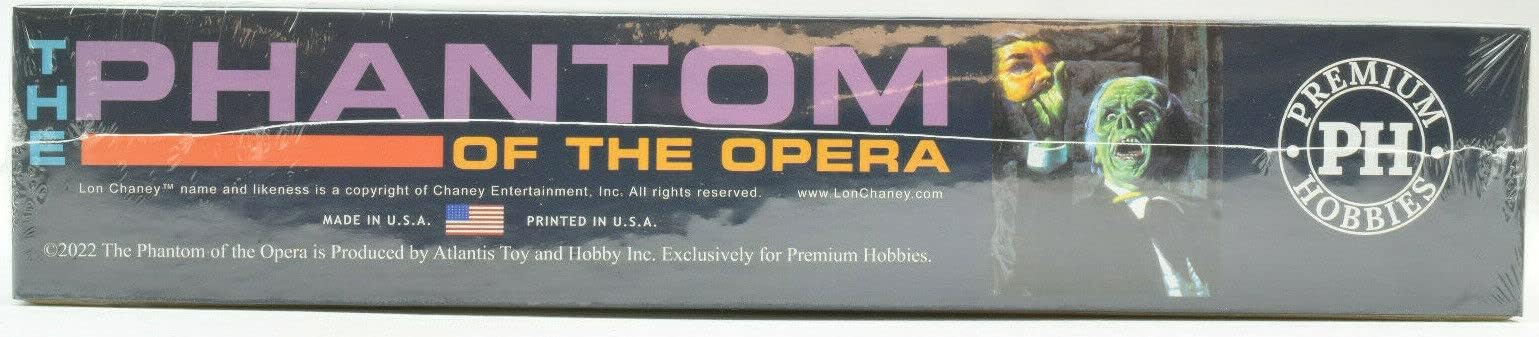 THE
PHANTOM
OF THE OPERA
Lon Chaney™ name and likeness is a copyright of Chaney Entertainment, Inc. All rights reserved. www.LonChaney.com
MADE IN U.S.A. PRINTED IN U.S.A.
©2022 The Phantom of the Opera is Produced by Atlantis Toy and Hobby Inc. Exclusively for Premium Hobbies.
PREMIUM
PH
HOBBIES